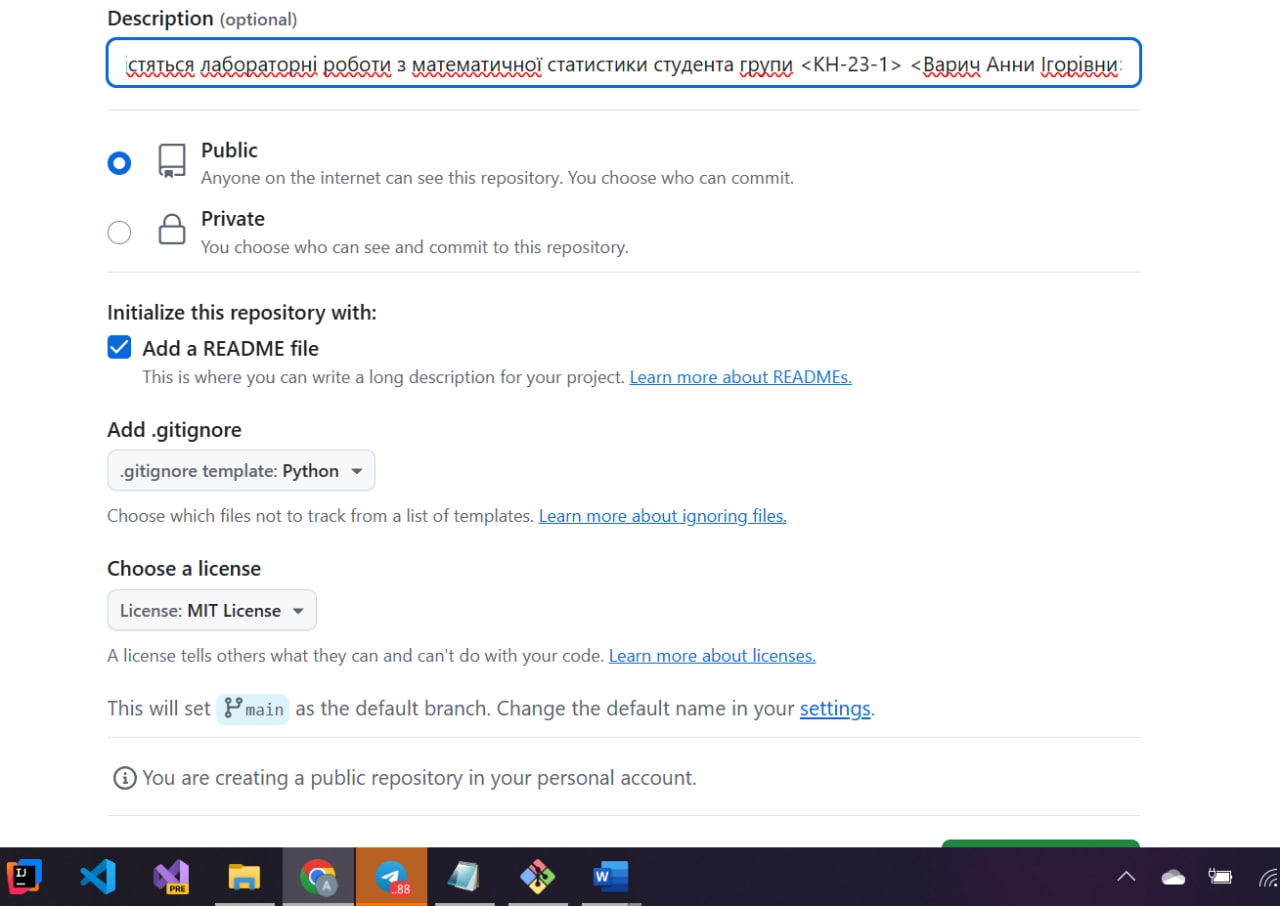 Description (optional)
істяться лабораторні роботи з математичної статистики студента групи <КН-23-1> <Варич Анни Ігорівни>
Public
Anyone on the internet can see this repository. You choose who can commit.
Private
You choose who can see and commit to this repository.
Initialize this repository with:
Add a README file
This is where you can write a long description for your project. Learn more about READMEs.
Add .gitignore
.gitignore template: Python
Choose which files not to track from a list of templates. Learn more about ignoring files.
Choose a license
License: MIT License
A license tells others what they can and can't do with your code. Learn more about licenses.
This will set main as the default branch. Change the default name in your settings.
You are creating a public repository in your personal account.
IJ
PRE
A
..88
W